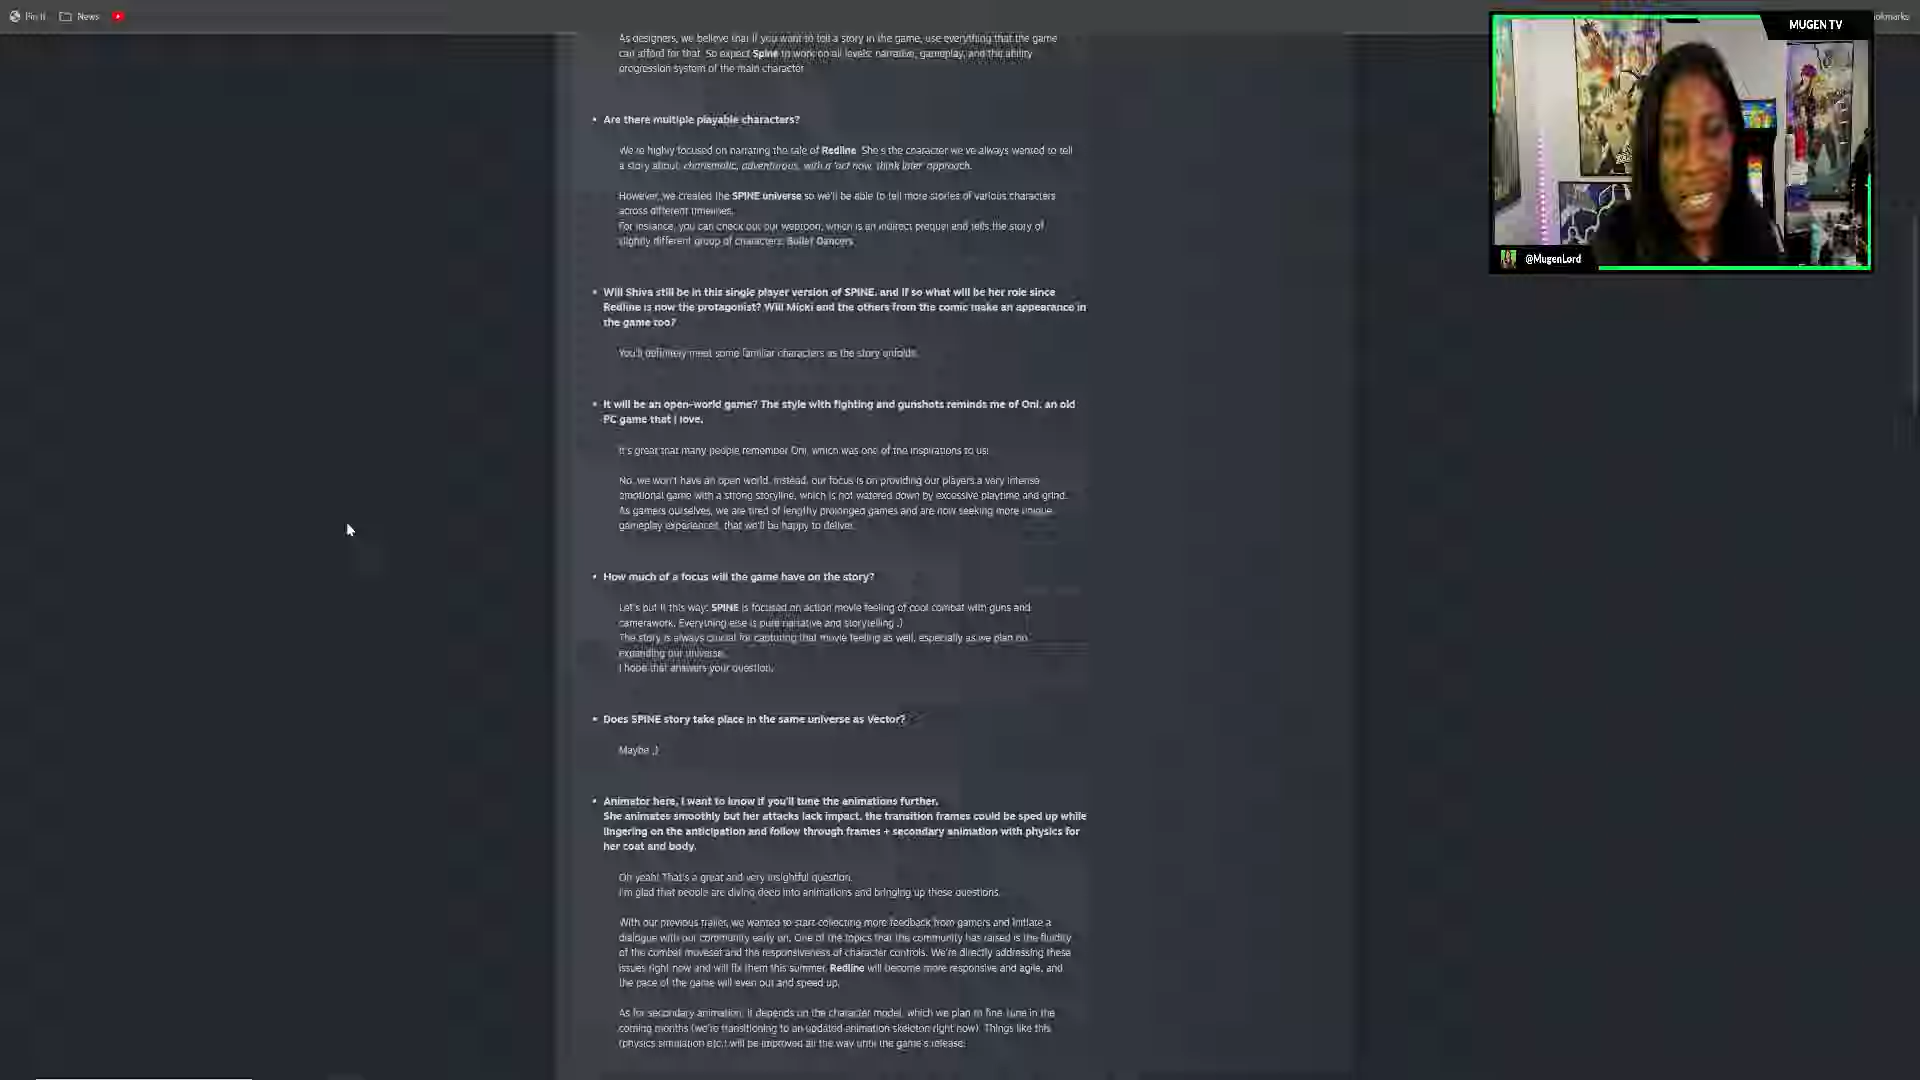 Pin It
News
okmarks
MUGEN TV
@MugenLord
As designers, we believe that if you want to tell a story in the game, use everything that the game
can afford for that. So expect Spine to work on all levels: narrative, gameplay, and the ability
progression system of the main character.
• Are there multiple playable characters?
We're highly focused on narrating the tale of Redline. She's the character we've always wanted to tell
a story about: charismatic, adventurous, with a 'act now, think later' approach.
However, we created the SPINE universe so we'll be able to tell more stories of various characters
across different timelines.
For instance, you can check out our webtoon, which is an indirect prequel and tells the story of
slightly different group of characters: Bullet Dancers
• Will Shiva still be in this single player version of SPINE, and if so what will be her role since
Redline is now the protagonist? Will Micki and the others from the comic make an appearance in
the game too?
You'll definitely meet some familiar characters as the story unfolds.
• It will be an open-world game? The style with fighting and gunshots reminds me of Oni, an old
PC game that I love.
It's great that many people remember Oni, which was one of the inspirations to us!
No, we won't have an open world. Instead, our focus is on providing our players a very intense
emotional game with a strong storyline, which is not watered down by excessive playtime and grind.
As gamers ourselves, we are tired of lengthy prolonged games and are now seeking more unique
gameplay experiences, that we'll be happy to deliver.
• How much of a focus will the game have on the story?
Let's put it this way: SPINE is focused on action movie feeling of cool combat with guns and
camerawork. Everything else is pure narrative and storytelling ;)
The story is always crucial for capturing that movie feeling as well, especially as we plan on
expanding our universe.
I hope that answers your question.
• Does SPINE story take place in the same universe as Vector?
Maybe ;)
• Animator here, I want to know if you'll tune the animations further.
She animates smoothly but her attacks lack impact, the transition frames could be sped up while
lingering on the anticipation and follow through frames + secondary animation with physics for
her coat and body.
Oh yeah! That's a great and very insightful question.
I'm glad that people are diving deep into animations and bringing up these questions.
With our previous trailer, we wanted to start collecting more feedback from gamers and initiate a
dialogue with our community early on. One of the topics that the community has raised is the fluidity
of the combat moveset and the responsiveness of character controls. We're directly addressing these
issues right now and will fix them this summer. Redline will become more responsive and agile, and
the pace of the game will even out and speed up.
As for secondary animation, it depends on the character model, which we plan to fine-tune in the
coming months (we're transitioning to an updated animation skeleton right now). Things like this
(physics simulation etc.) will be improved all the way until the game's release.